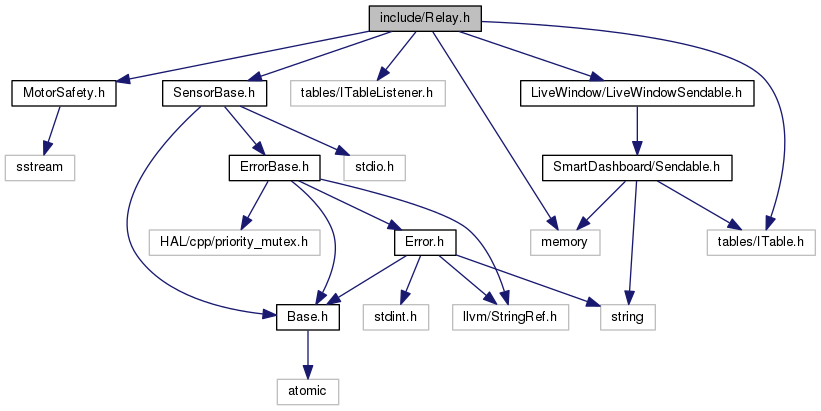 include/Relay.h
MotorSafety.h
SensorBase.h
tables/ITableListener.h
LiveWindow/LiveWindowSendable.h
sstream
ErrorBase.h
stdio.h
SmartDashboard/Sendable.h
HAL/cpp/priority_mutex.h
Error.h
memory
tables/ITable.h
Base.h
stdint.h
llvm/StringRef.h
string
atomic